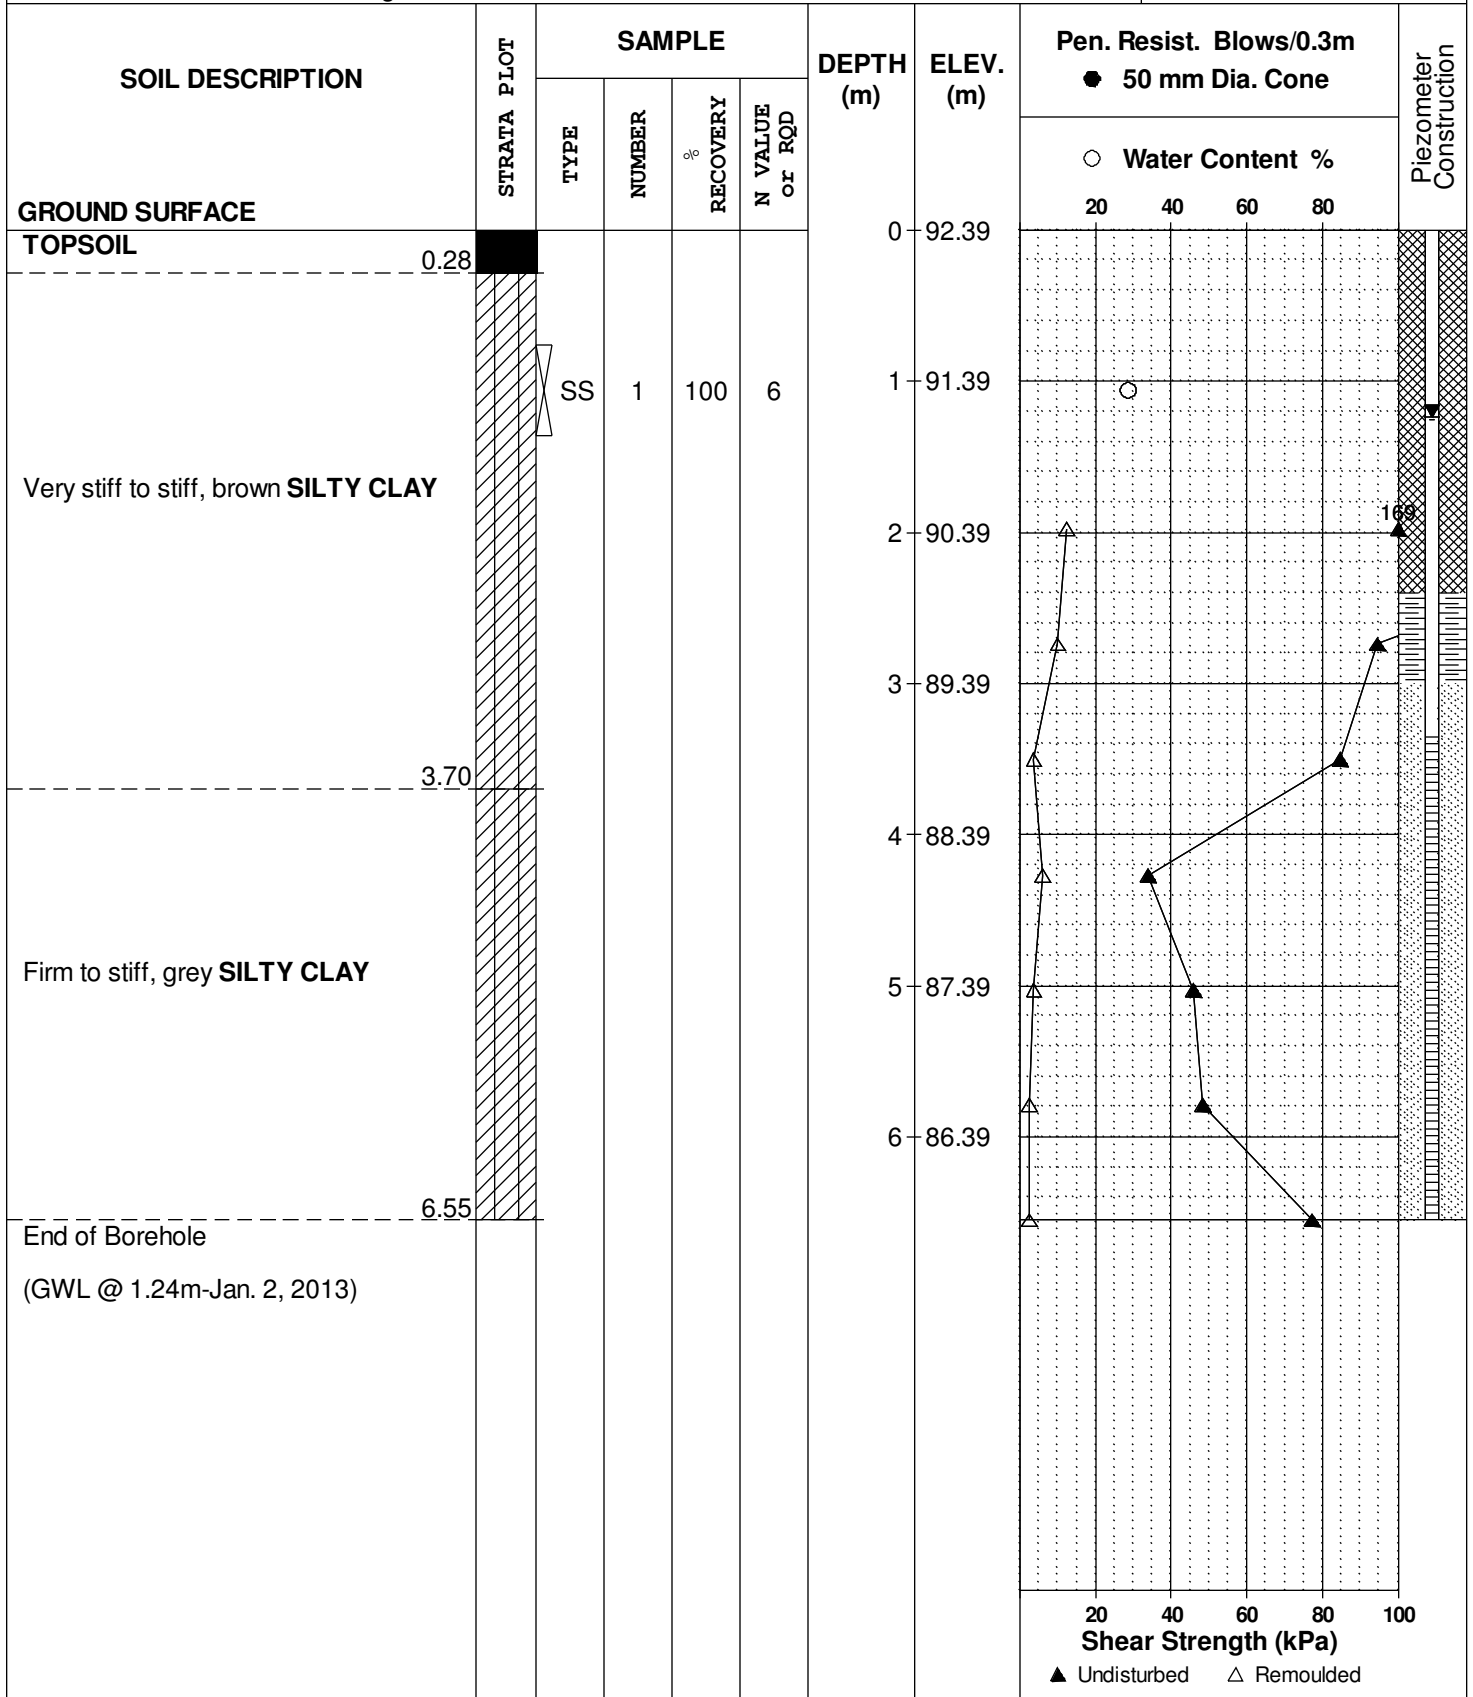 SOIL DESCRIPTION
GROUND SURFACE
STRATA PLOT
SAMPLE
TYPE
NUMBER
%
RECOVERY
N VALUE
or RQD
DEPTH
(m)
ELEV.
(m)
Pen. Resist. Blows/0.3m
● 50 mm Dia. Cone
○ Water Content %
20 40 60 80
Piezometer
Construction
TOPSOIL
0.28
0 92.39
SS 1 100 6
1 91.39
Very stiff to stiff, brown SILTY CLAY
169
2 90.39
3 89.39
3.70
4 88.39
Firm to stiff, grey SILTY CLAY
5 87.39
6 86.39
6.55
End of Borehole
(GWL @ 1.24m-Jan. 2, 2013)
20 40 60 80 100
Shear Strength (kPa)
▲ Undisturbed △ Remoulded